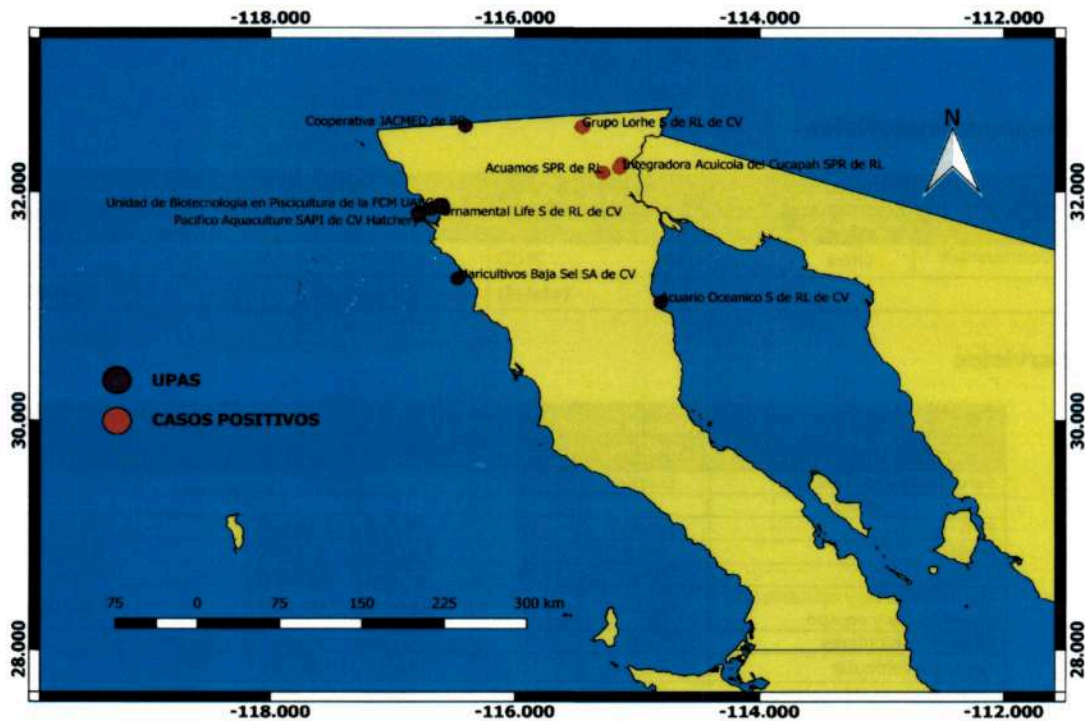 -118.000 -116.000 -114.000 -112.000
N
Cooperativa JACMED de BC
Grupo Lorhe S de RL de CV
Acuamos SPR de RL
Integradora Acuicola del Cucapah SPR de RL
32.000
32.000
Unidad de Biotecnologia en Piscicultura de la FCM UABC
Ornamental Life S de RL de CV
Pacifico Aquaculture SAPI de CV Hatchery
Maricultivos Baja Sel SA de CV
Acuario Oceanico S de RL de CV
UPAS
CASOS POSITIVOS
30.000
30.000
75 0 75 150 225 300 km
28.000
28.000
-118.000 -116.000 -114.000 -112.000